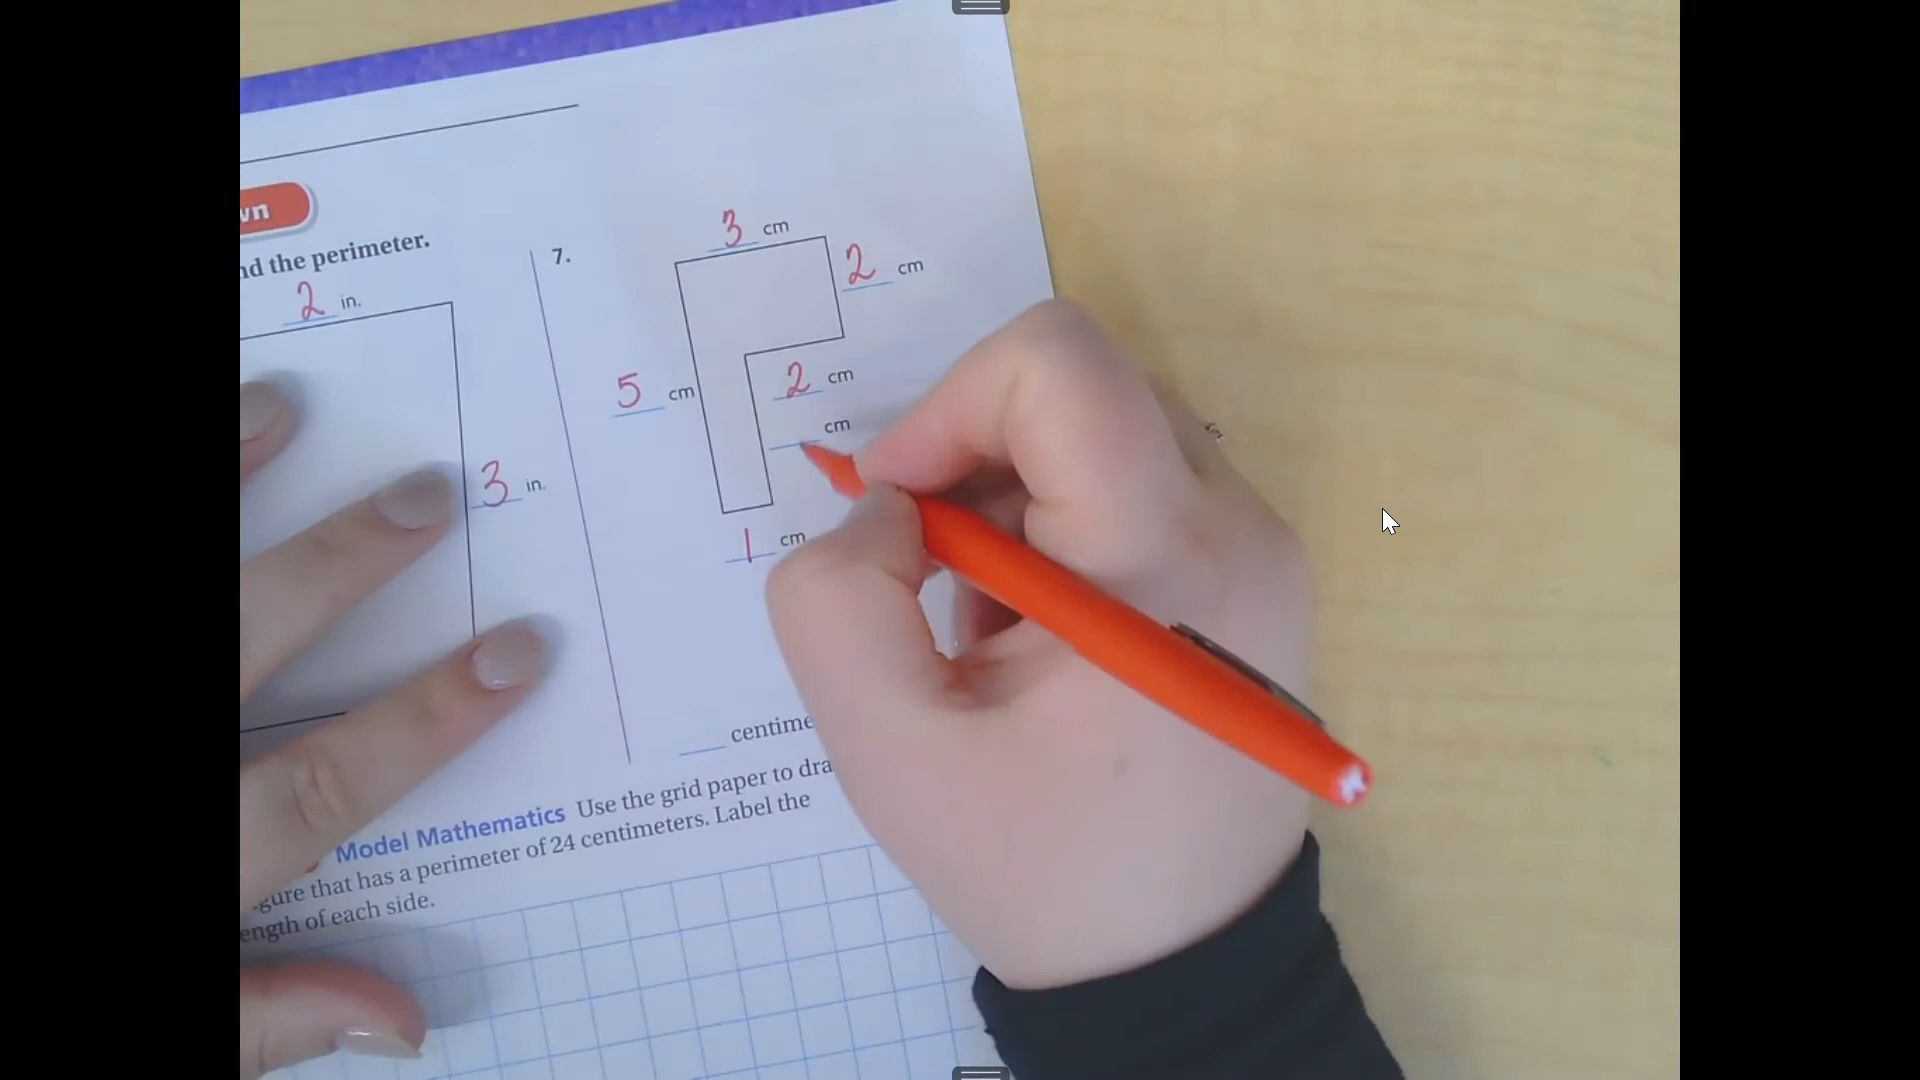 wn
nd the perimeter.
2 in.
3 in.
7.
3 cm
2 cm
5 cm
2 cm
cm
1 cm
centime
Model Mathematics Use the grid paper to dra
gure that has a perimeter of 24 centimeters. Label the
ength of each side.